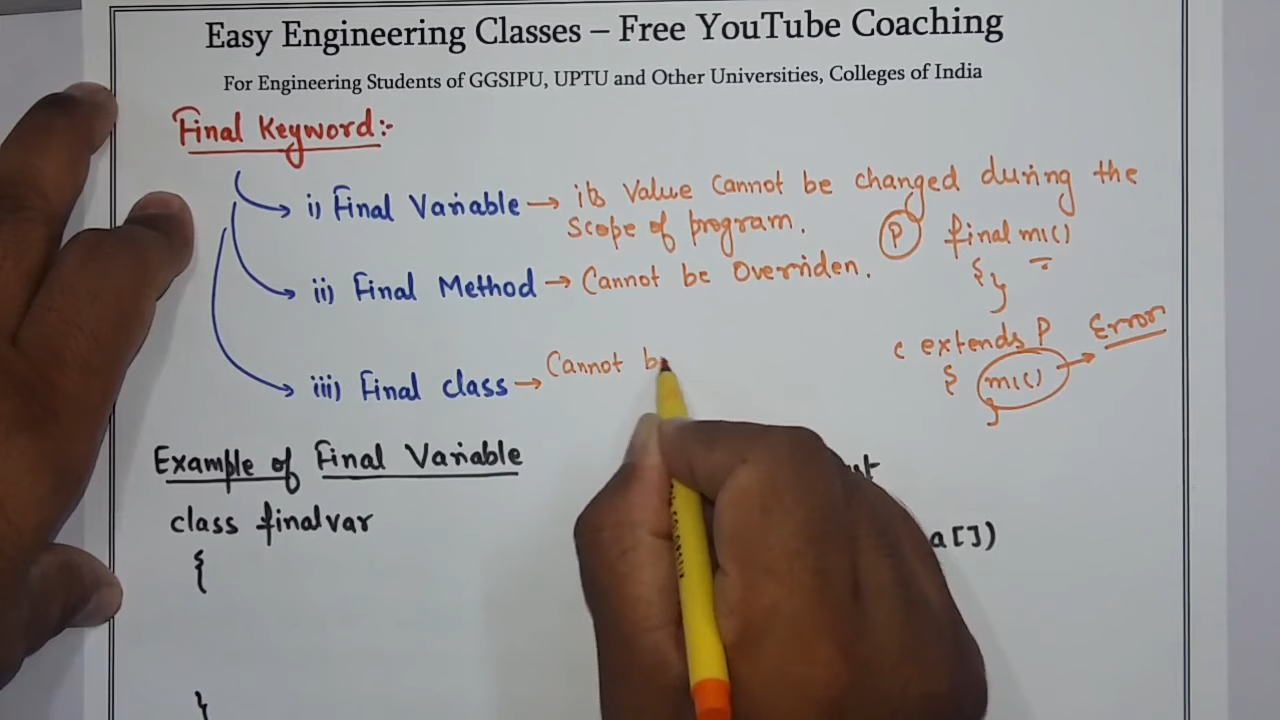 Easy Engineering Classes – Free YouTube Coaching
For Engineering Students of GGSIPU, UPTU and Other Universities, Colleges of India
Final Keyword:-
i) Final Variable → its Value Cannot be changed during the
scope of program.
P final m1()
{ }
ii) Final Method → Cannot be Overriden.
c extends P
{ m1() → Error
}
iii) Final class → Cannot b
Example of Final Variable
class finalvar
{
a[])
}